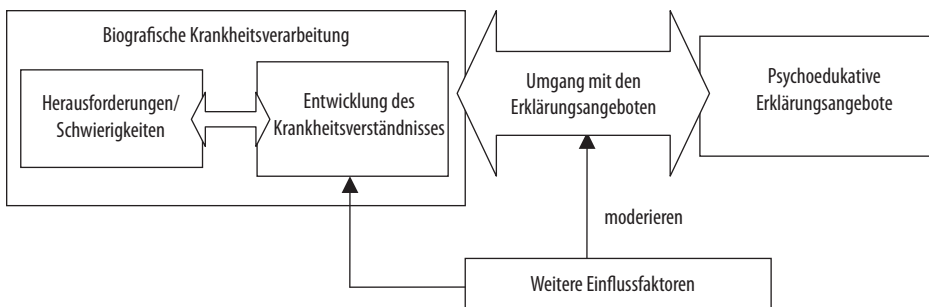 Biografische Krankheitsverarbeitung
Herausforderungen/
Schwierigkeiten
Entwicklung des
Krankheitsverständnisses
Umgang mit den
Erklärungsangeboten
Psychoedukative
Erklärungsangebote
moderieren
Weitere Einflussfaktoren